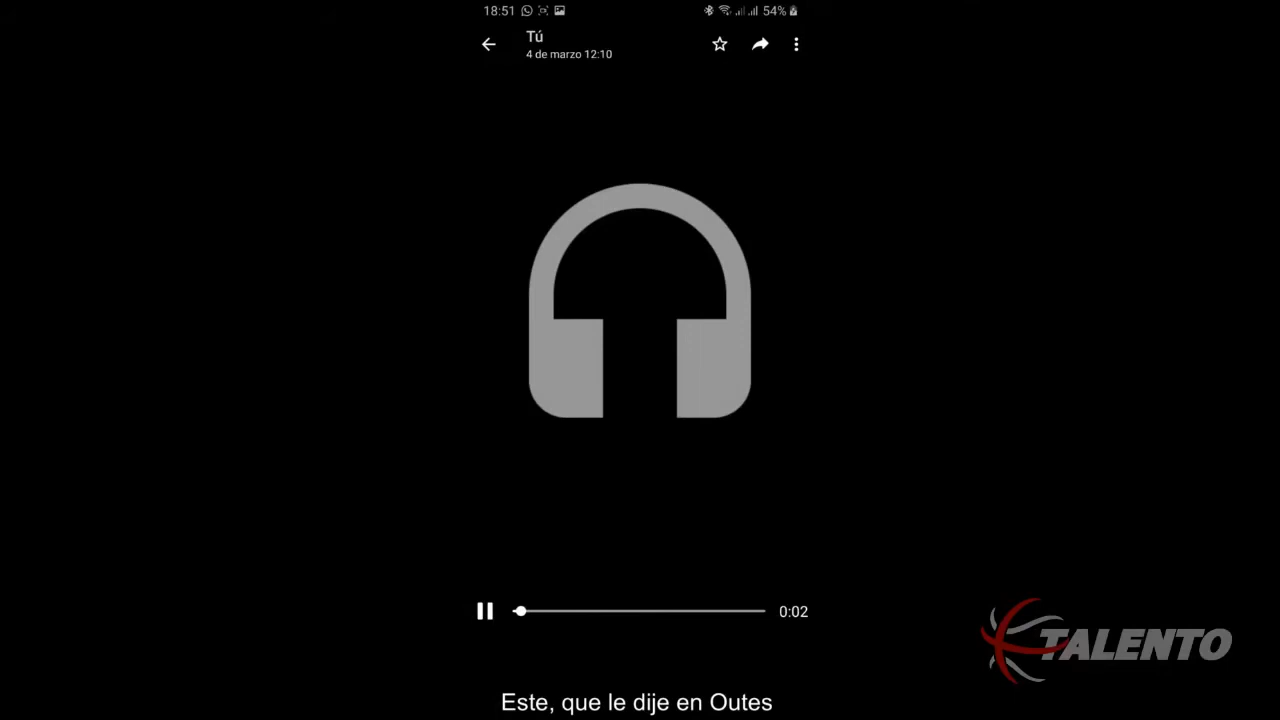 18:51 54%
Tú
4 de marzo 12:10
0:02
TALENTO
Este, que le dije en Outes